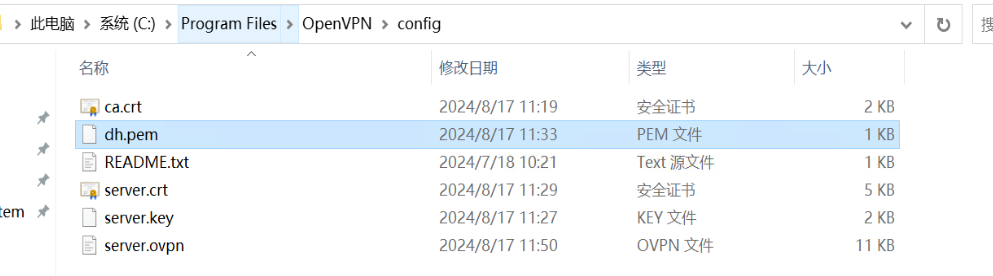 此电脑 系统 (C:) Program Files OpenVPN config 搜
名称 修改日期 类型 大小
ca.crt 2024/8/17 11:19 安全证书 2 KB
dh.pem 2024/8/17 11:33 PEM 文件 1 KB
README.txt 2024/7/18 10:21 Text 源文件 1 KB
server.crt 2024/8/17 11:29 安全证书 5 KB
tem server.key 2024/8/17 11:27 KEY 文件 2 KB
server.ovpn 2024/8/17 11:50 OVPN 文件 11 KB